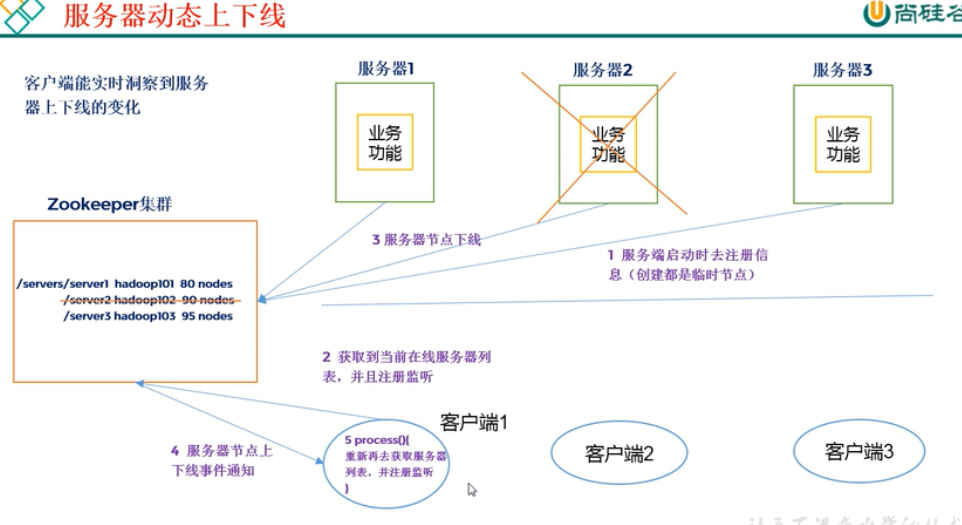 服务器动态上下线
尚硅谷
客户端能实时洞察到服务
器上下线的变化
服务器1
服务器2
服务器3
业务
功能
业务
功能
业务
功能
Zookeeper集群
3 服务器节点下线
1 服务端启动时去注册信
息（创建都是临时节点）
/servers/server1 hadoop101 80 nodes
/server2 hadoop102 90 nodes
/server3 hadoop103 95 nodes
2 获取到当前在线服务器列
表，并且注册监听
客户端1
4 服务器节点上
下线事件通知
5 process(){
重新再去获取服务器
列表，并注册监听
}
客户端2
客户端3